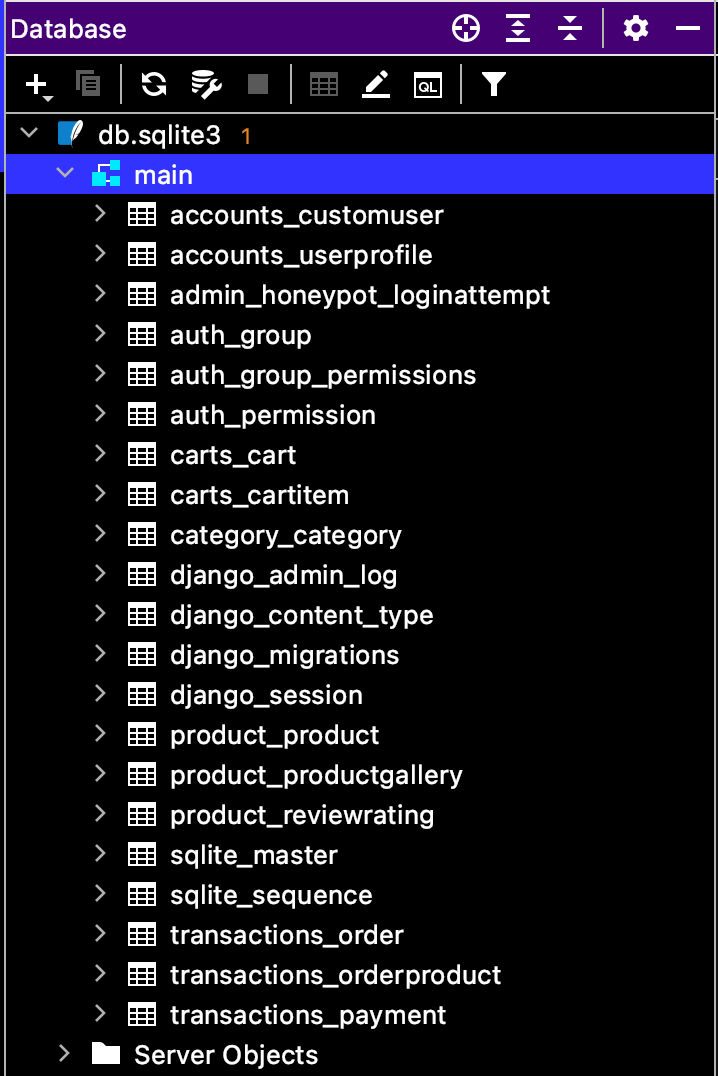 Database
QL
db.sqlite3 1
main
accounts_customuser
accounts_userprofile
admin_honeypot_loginattempt
auth_group
auth_group_permissions
auth_permission
carts_cart
carts_cartitem
category_category
django_admin_log
django_content_type
django_migrations
django_session
product_product
product_productgallery
product_reviewrating
sqlite_master
sqlite_sequence
transactions_order
transactions_orderproduct
transactions_payment
Server Objects